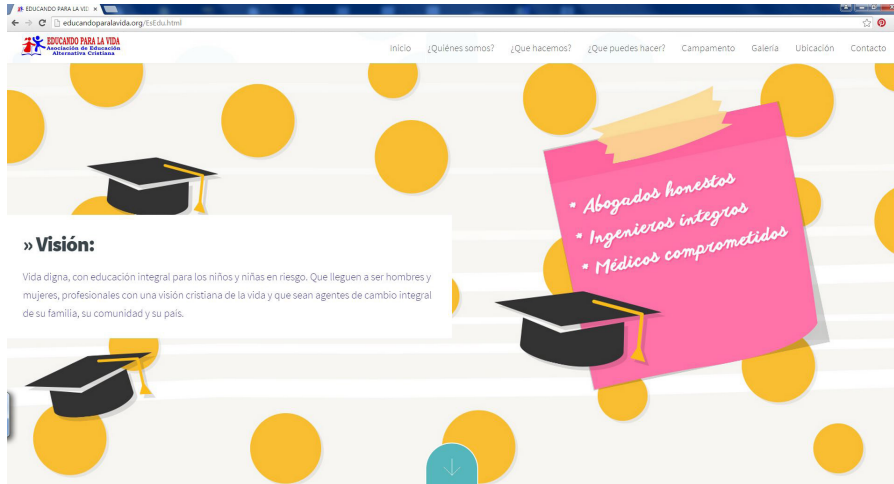 EDUCANDO PARA LA VID
educandoparalavida.org/EsEdu.html
EDUCANDO PARA LA VIDA
Asociación de Educación
Alternativa Cristiana
Inicio ¿Quiénes somos? ¿Que hacemos? ¿Que puedes hacer? Campamento Galería Ubicación Contacto
* Abogados honestos
* Ingenieros íntegros
* Médicos comprometidos
» Visión:
Vida digna, con educación integral para los niños y niñas en riesgo. Que lleguen a ser hombres y
mujeres, profesionales con una visión cristiana de la vida y que sean agentes de cambio integral
de su familia, su comunidad y su país.